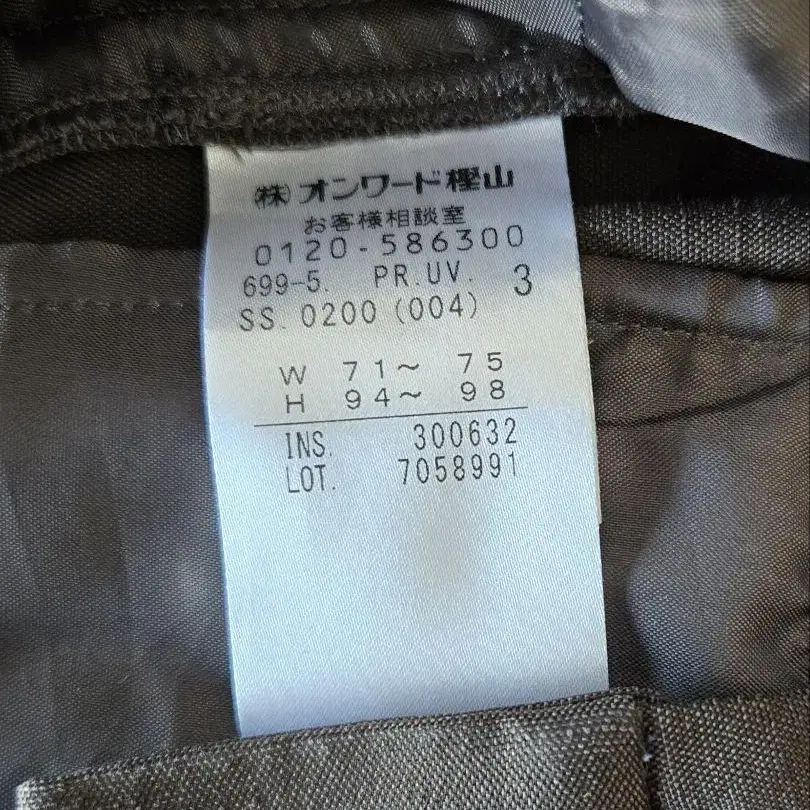 ㈱オンワード樫山
お客様相談室
0120-586300
699-5. PR.UV. 3
SS. 0200 (004)
W 71～ 75
H 94～ 98
INS. 300632
LOT. 7058991